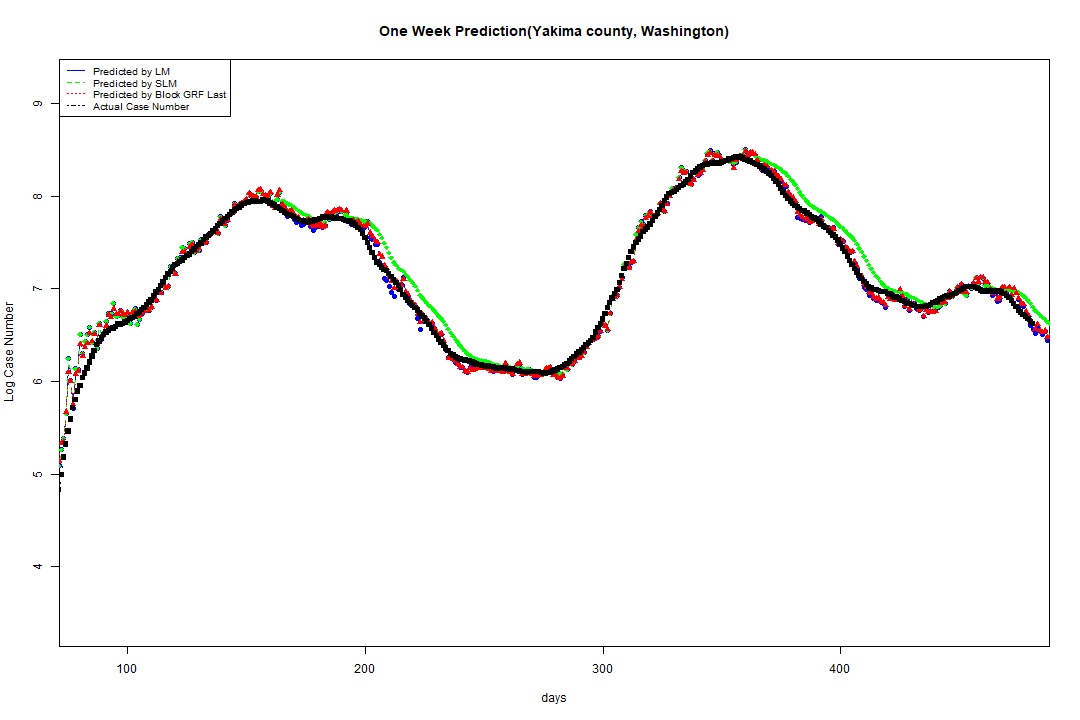 One Week Prediction(Yakima county, Washington)
Predicted by LM
Predicted by SLM
Predicted by Block GRF Last
Actual Case Number
9
8
7
6
5
4
Log Case Number
100 200 300 400
days